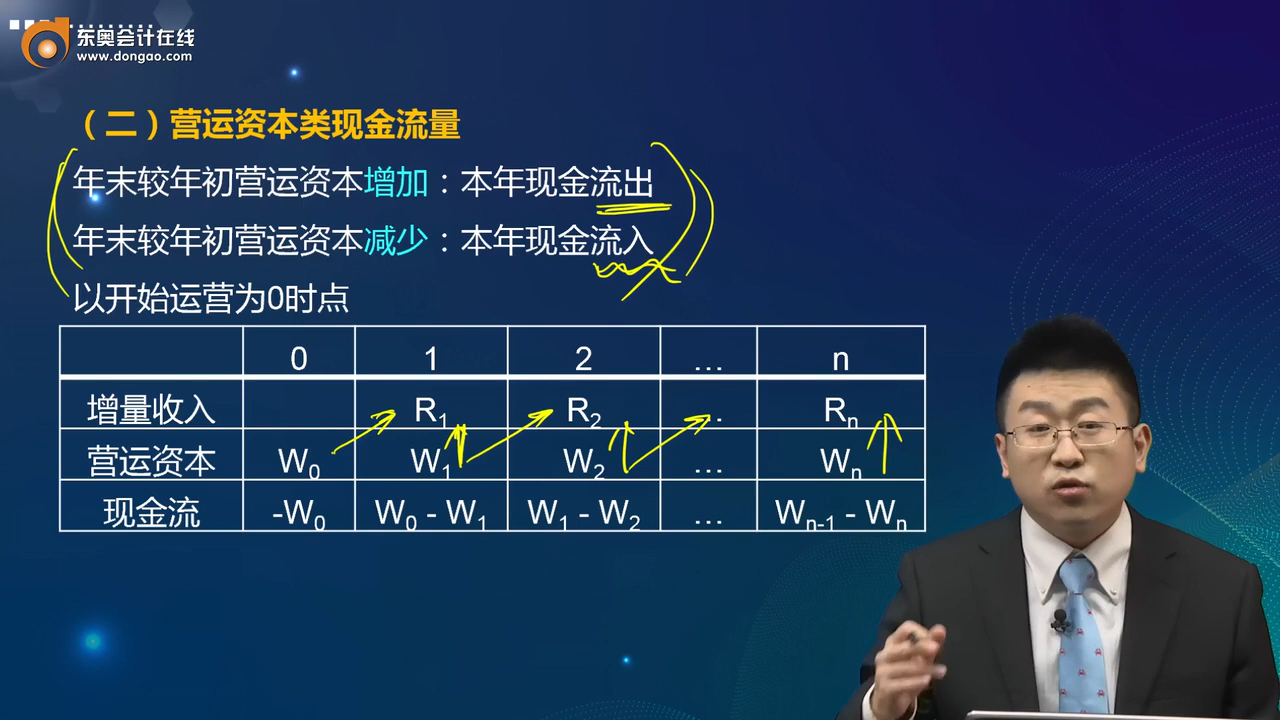 东奥会计在线
www.dongao.com
（二）营运资本类现金流量
年末较年初营运资本增加：本年现金流出
年末较年初营运资本减少：本年现金流入
以开始运营为0时点
0 1 2 … n
增量收入 R₁ R₂ … Rₙ
营运资本 W₀ W₁ W₂ … Wₙ
现金流 -W₀ W₀ - W₁ W₁ - W₂ … Wₙ₋₁ - Wₙ